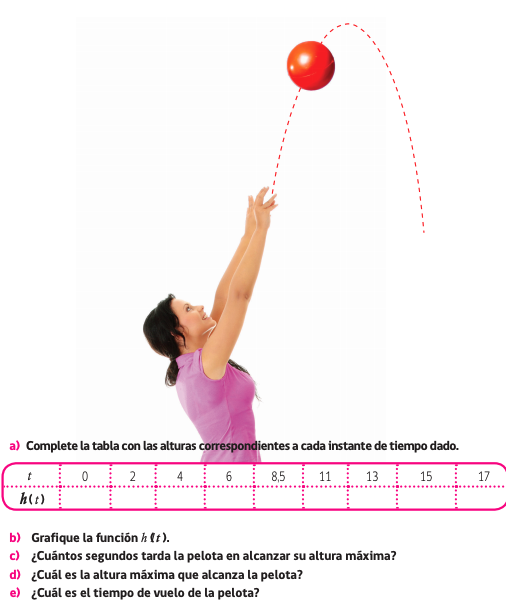 a) Complete la tabla con las alturas correspondientes a cada instante de tiempo dado.
t 0 2 4 6 8,5 11 13 15 17
h(t)
b) Grafique la función h (t).
c) ¿Cuántos segundos tarda la pelota en alcanzar su altura máxima?
d) ¿Cuál es la altura máxima que alcanza la pelota?
e) ¿Cuál es el tiempo de vuelo de la pelota?